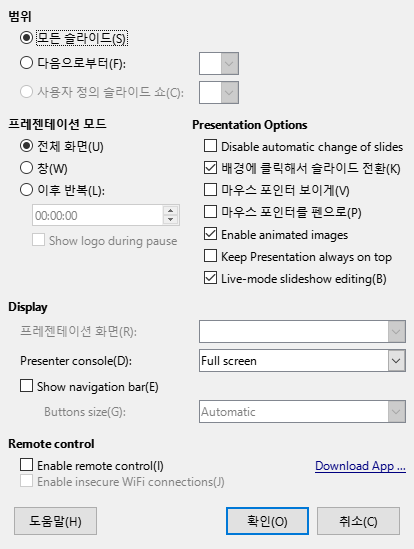 범위
모든 슬라이드(S)
다음으로부터(F):
사용자 정의 슬라이드 쇼(C):
프레젠테이션 모드
전체 화면(U)
창(W)
이후 반복(L):
00:00:00
Show logo during pause
Presentation Options
Disable automatic change of slides
배경에 클릭해서 슬라이드 전환(K)
마우스 포인터 보이게(V)
마우스 포인터를 펜으로(P)
Enable animated images
Keep Presentation always on top
Live-mode slideshow editing(B)
Display
프레젠테이션 화면(R):
Presenter console(D): Full screen
Show navigation bar(E)
Buttons size(G): Automatic
Remote control
Enable remote control(I) Download App ...
Enable insecure WiFi connections(J)
도움말(H) 확인(O) 취소(C)